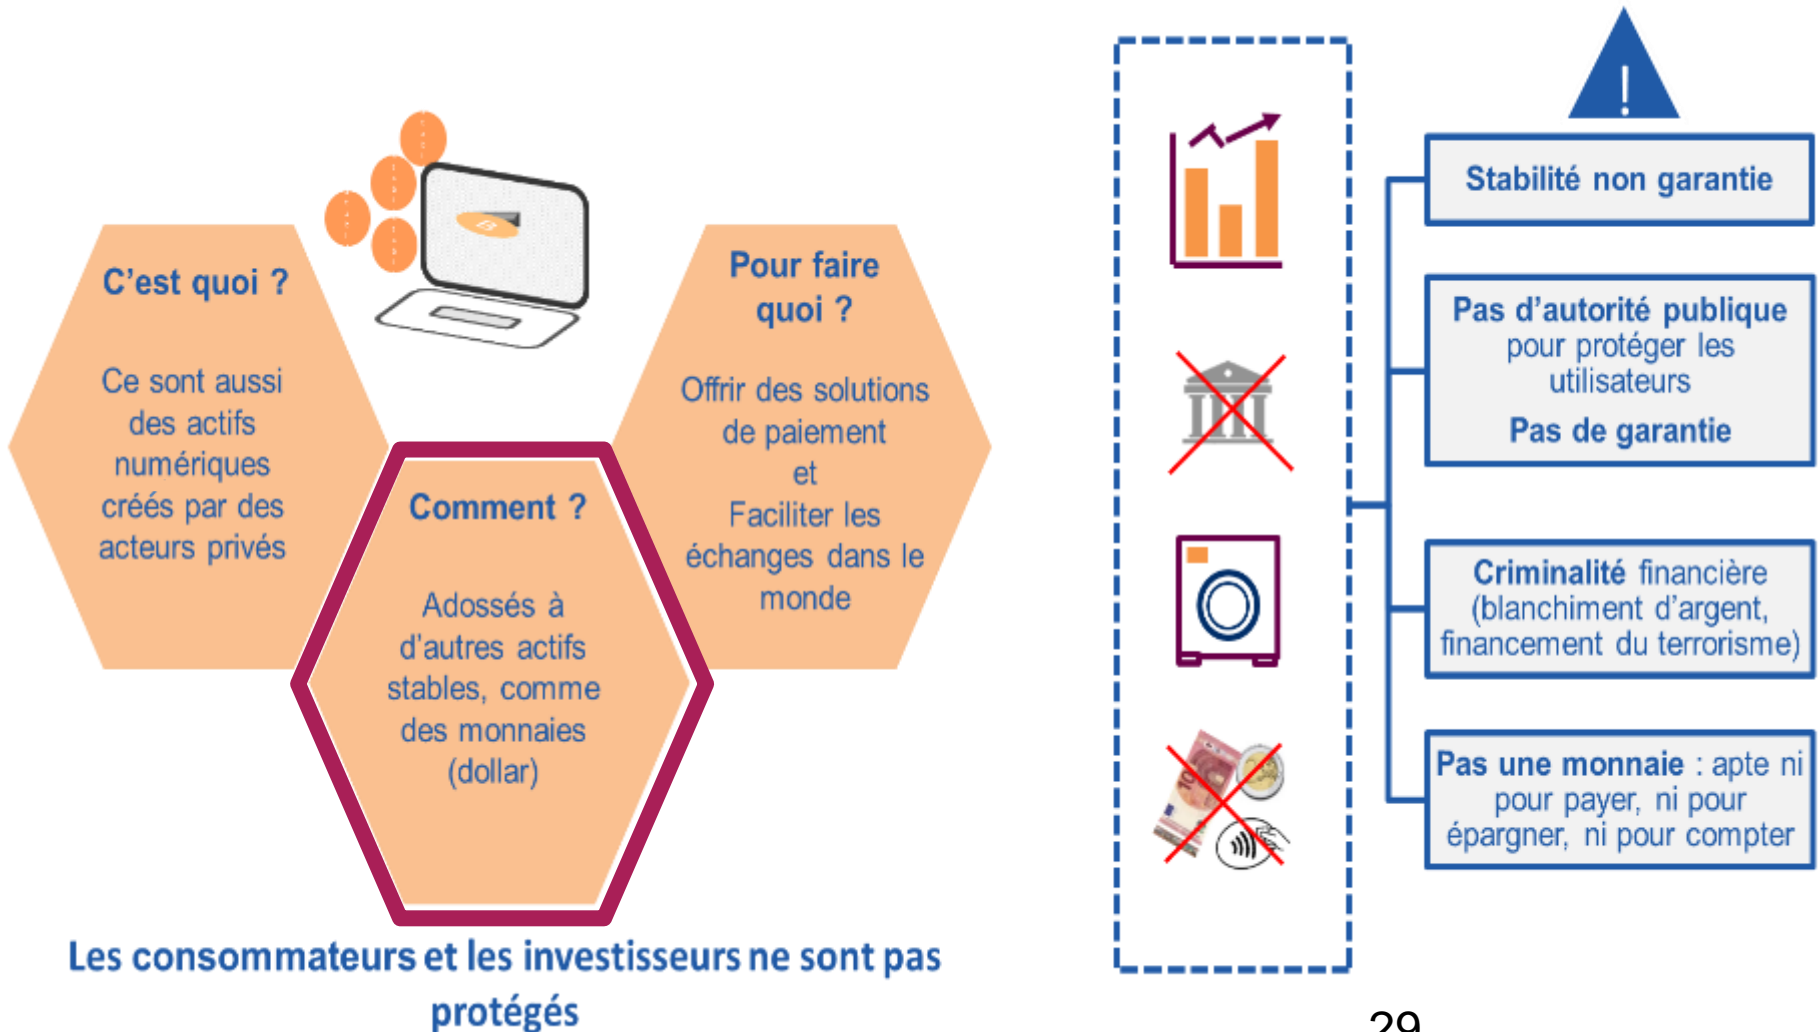 C'est quoi ?
Ce sont aussi
des actifs
numériques
créés par des
acteurs privés
Comment ?
Adossés à
d'autres actifs
stables, comme
des monnaies
(dollar)
Pour faire
quoi ?
Offrir des solutions
de paiement
et
Faciliter les
échanges dans le
monde
Les consommateurs et les investisseurs ne sont pas
protégés
!
Stabilité non garantie
Pas d'autorité publique
pour protéger les
utilisateurs
Pas de garantie
Criminalité financière
(blanchiment d'argent,
financement du terrorisme)
Pas une monnaie : apte ni
pour payer, ni pour
épargner, ni pour compter
10
29